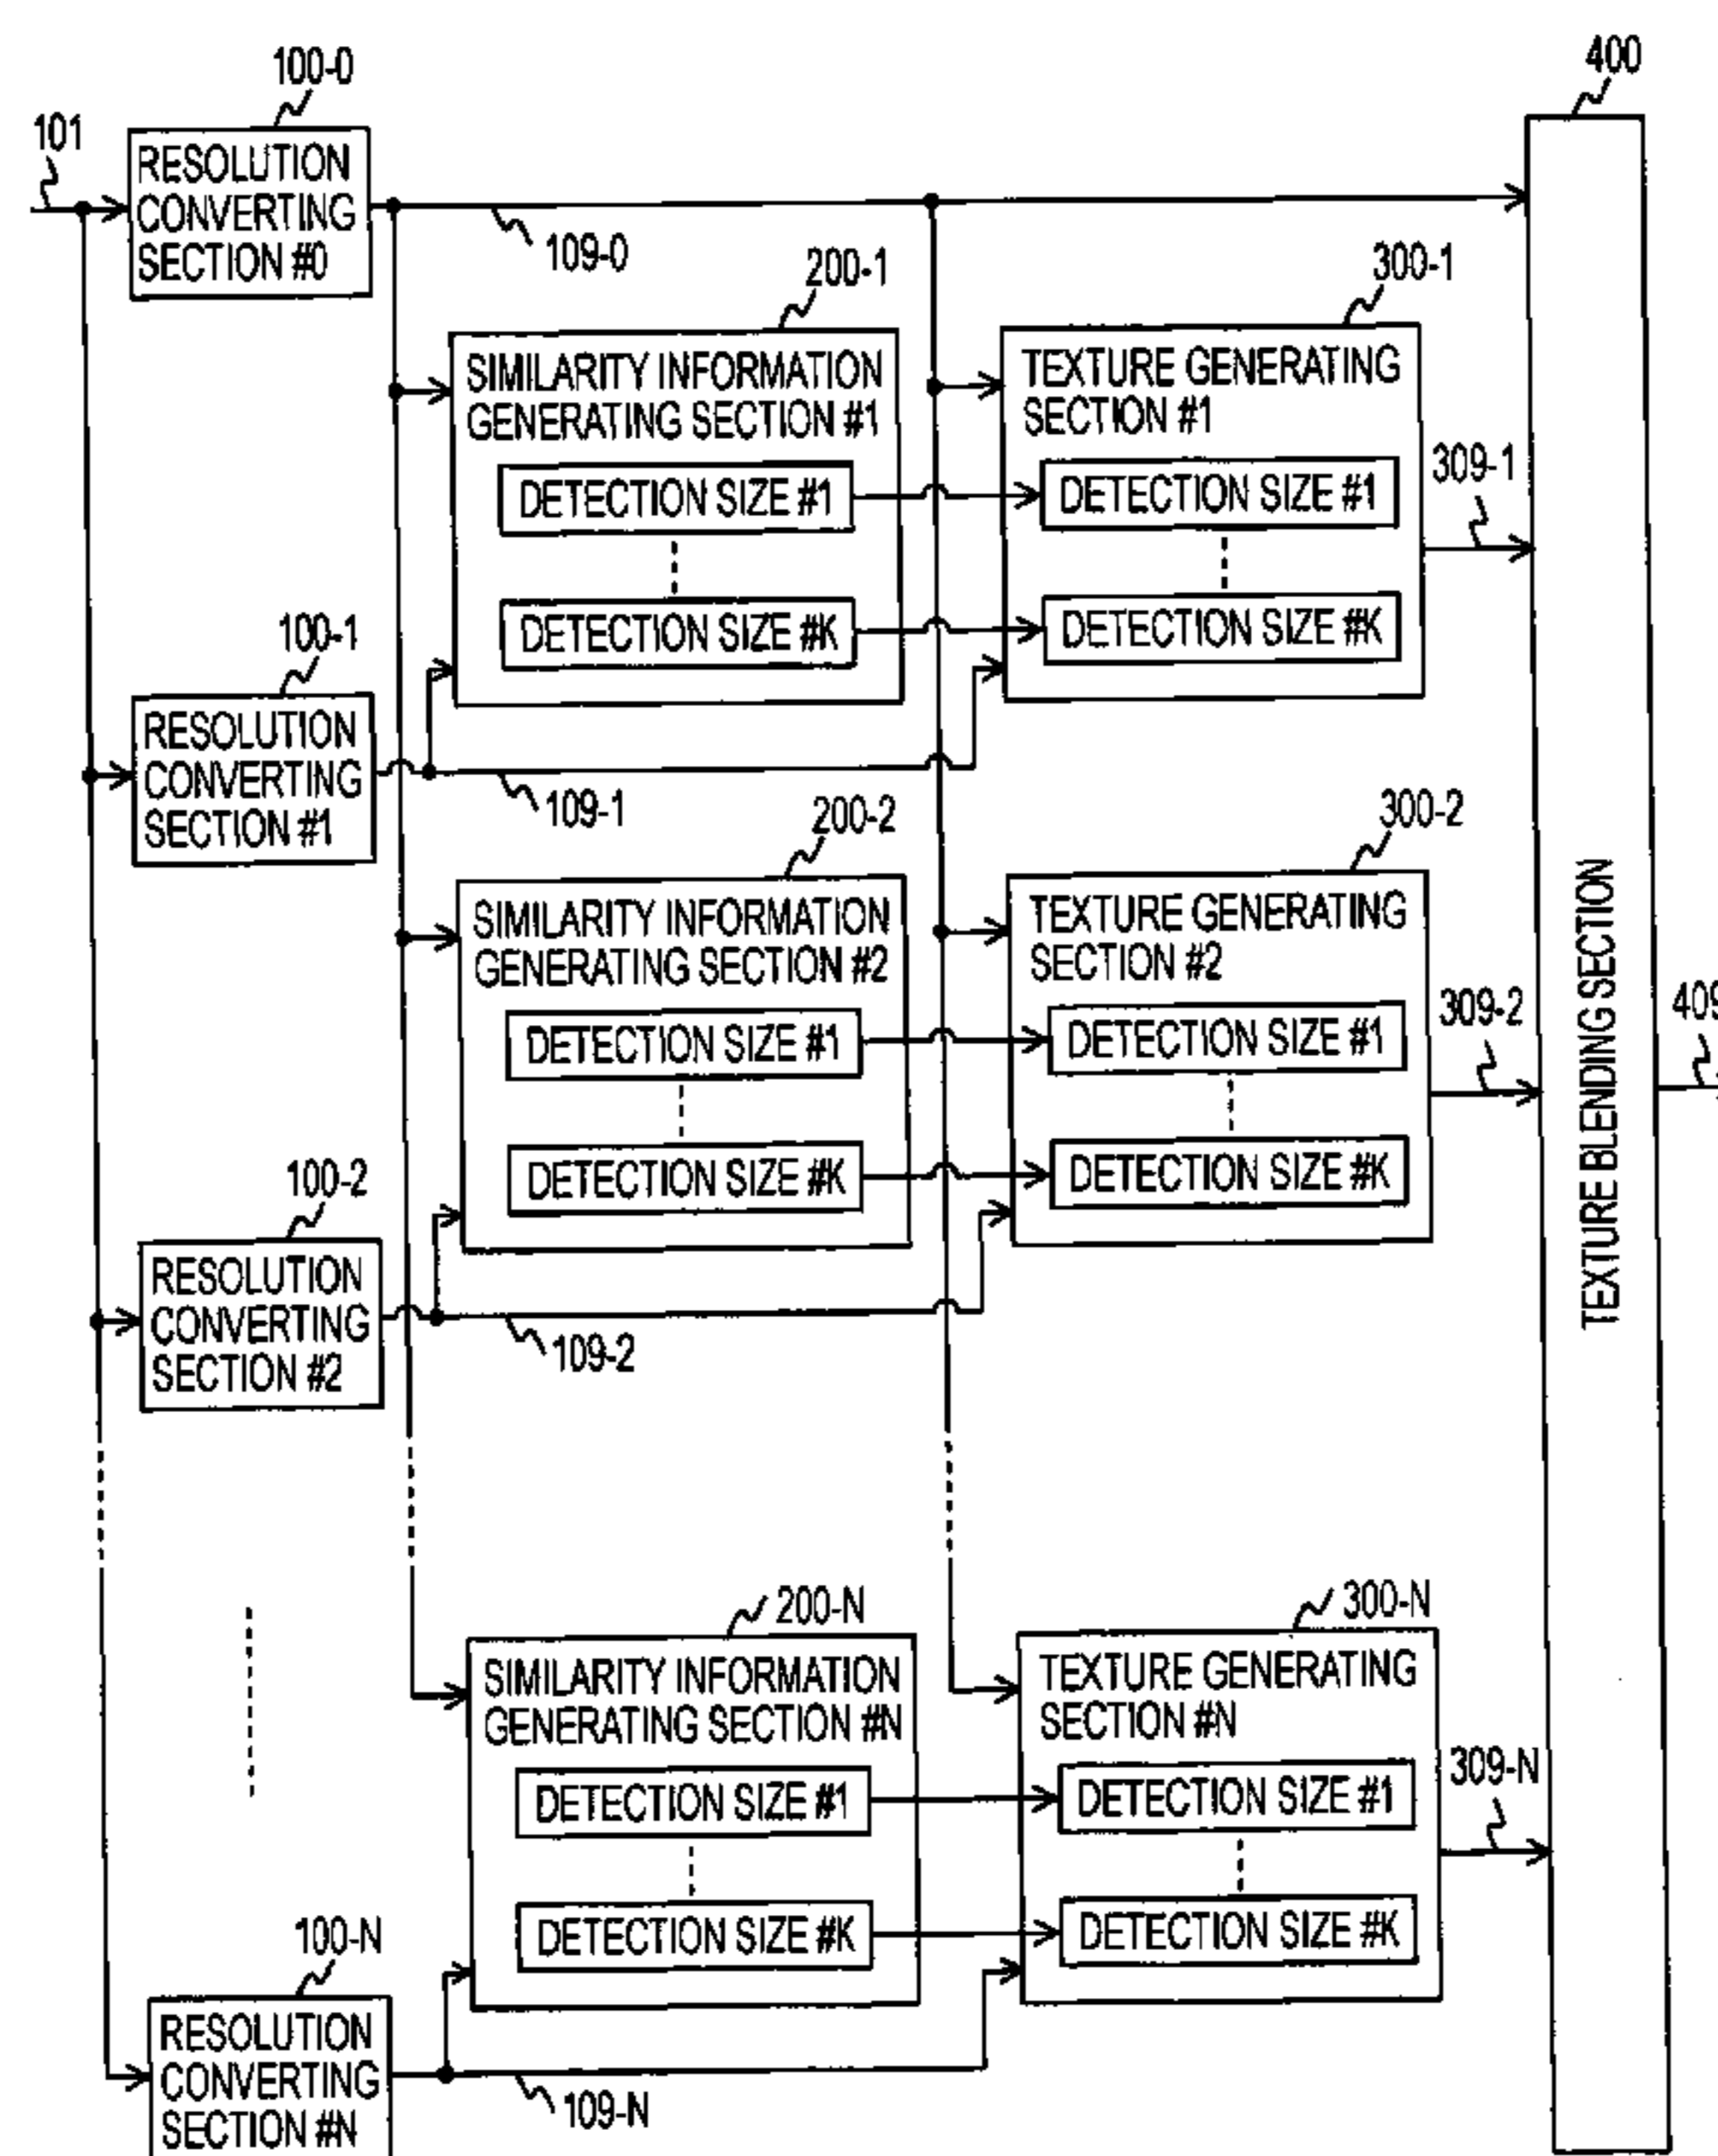 100-0
400
101
RESOLUTION
CONVERTING
SECTION #0
109-0
200-1
300-1
SIMILARITY INFORMATION
GENERATING SECTION #1
TEXTURE GENERATING
SECTION #1
309-1
DETECTION SIZE #1
DETECTION SIZE #1
DETECTION SIZE #K
DETECTION SIZE #K
100-1
RESOLUTION
CONVERTING
SECTION #1
109-1
200-2
300-2
SIMILARITY INFORMATION
GENERATING SECTION #2
TEXTURE GENERATING
SECTION #2
309-2
409
TEXTURE BLENDING SECTION
DETECTION SIZE #1
DETECTION SIZE #1
DETECTION SIZE #K
DETECTION SIZE #K
100-2
RESOLUTION
CONVERTING
SECTION #2
109-2
200-N
300-N
SIMILARITY INFORMATION
GENERATING SECTION #N
TEXTURE GENERATING
SECTION #N
309-N
DETECTION SIZE #1
DETECTION SIZE #1
DETECTION SIZE #K
DETECTION SIZE #K
100-N
RESOLUTION
CONVERTING
SECTION #N
109-N